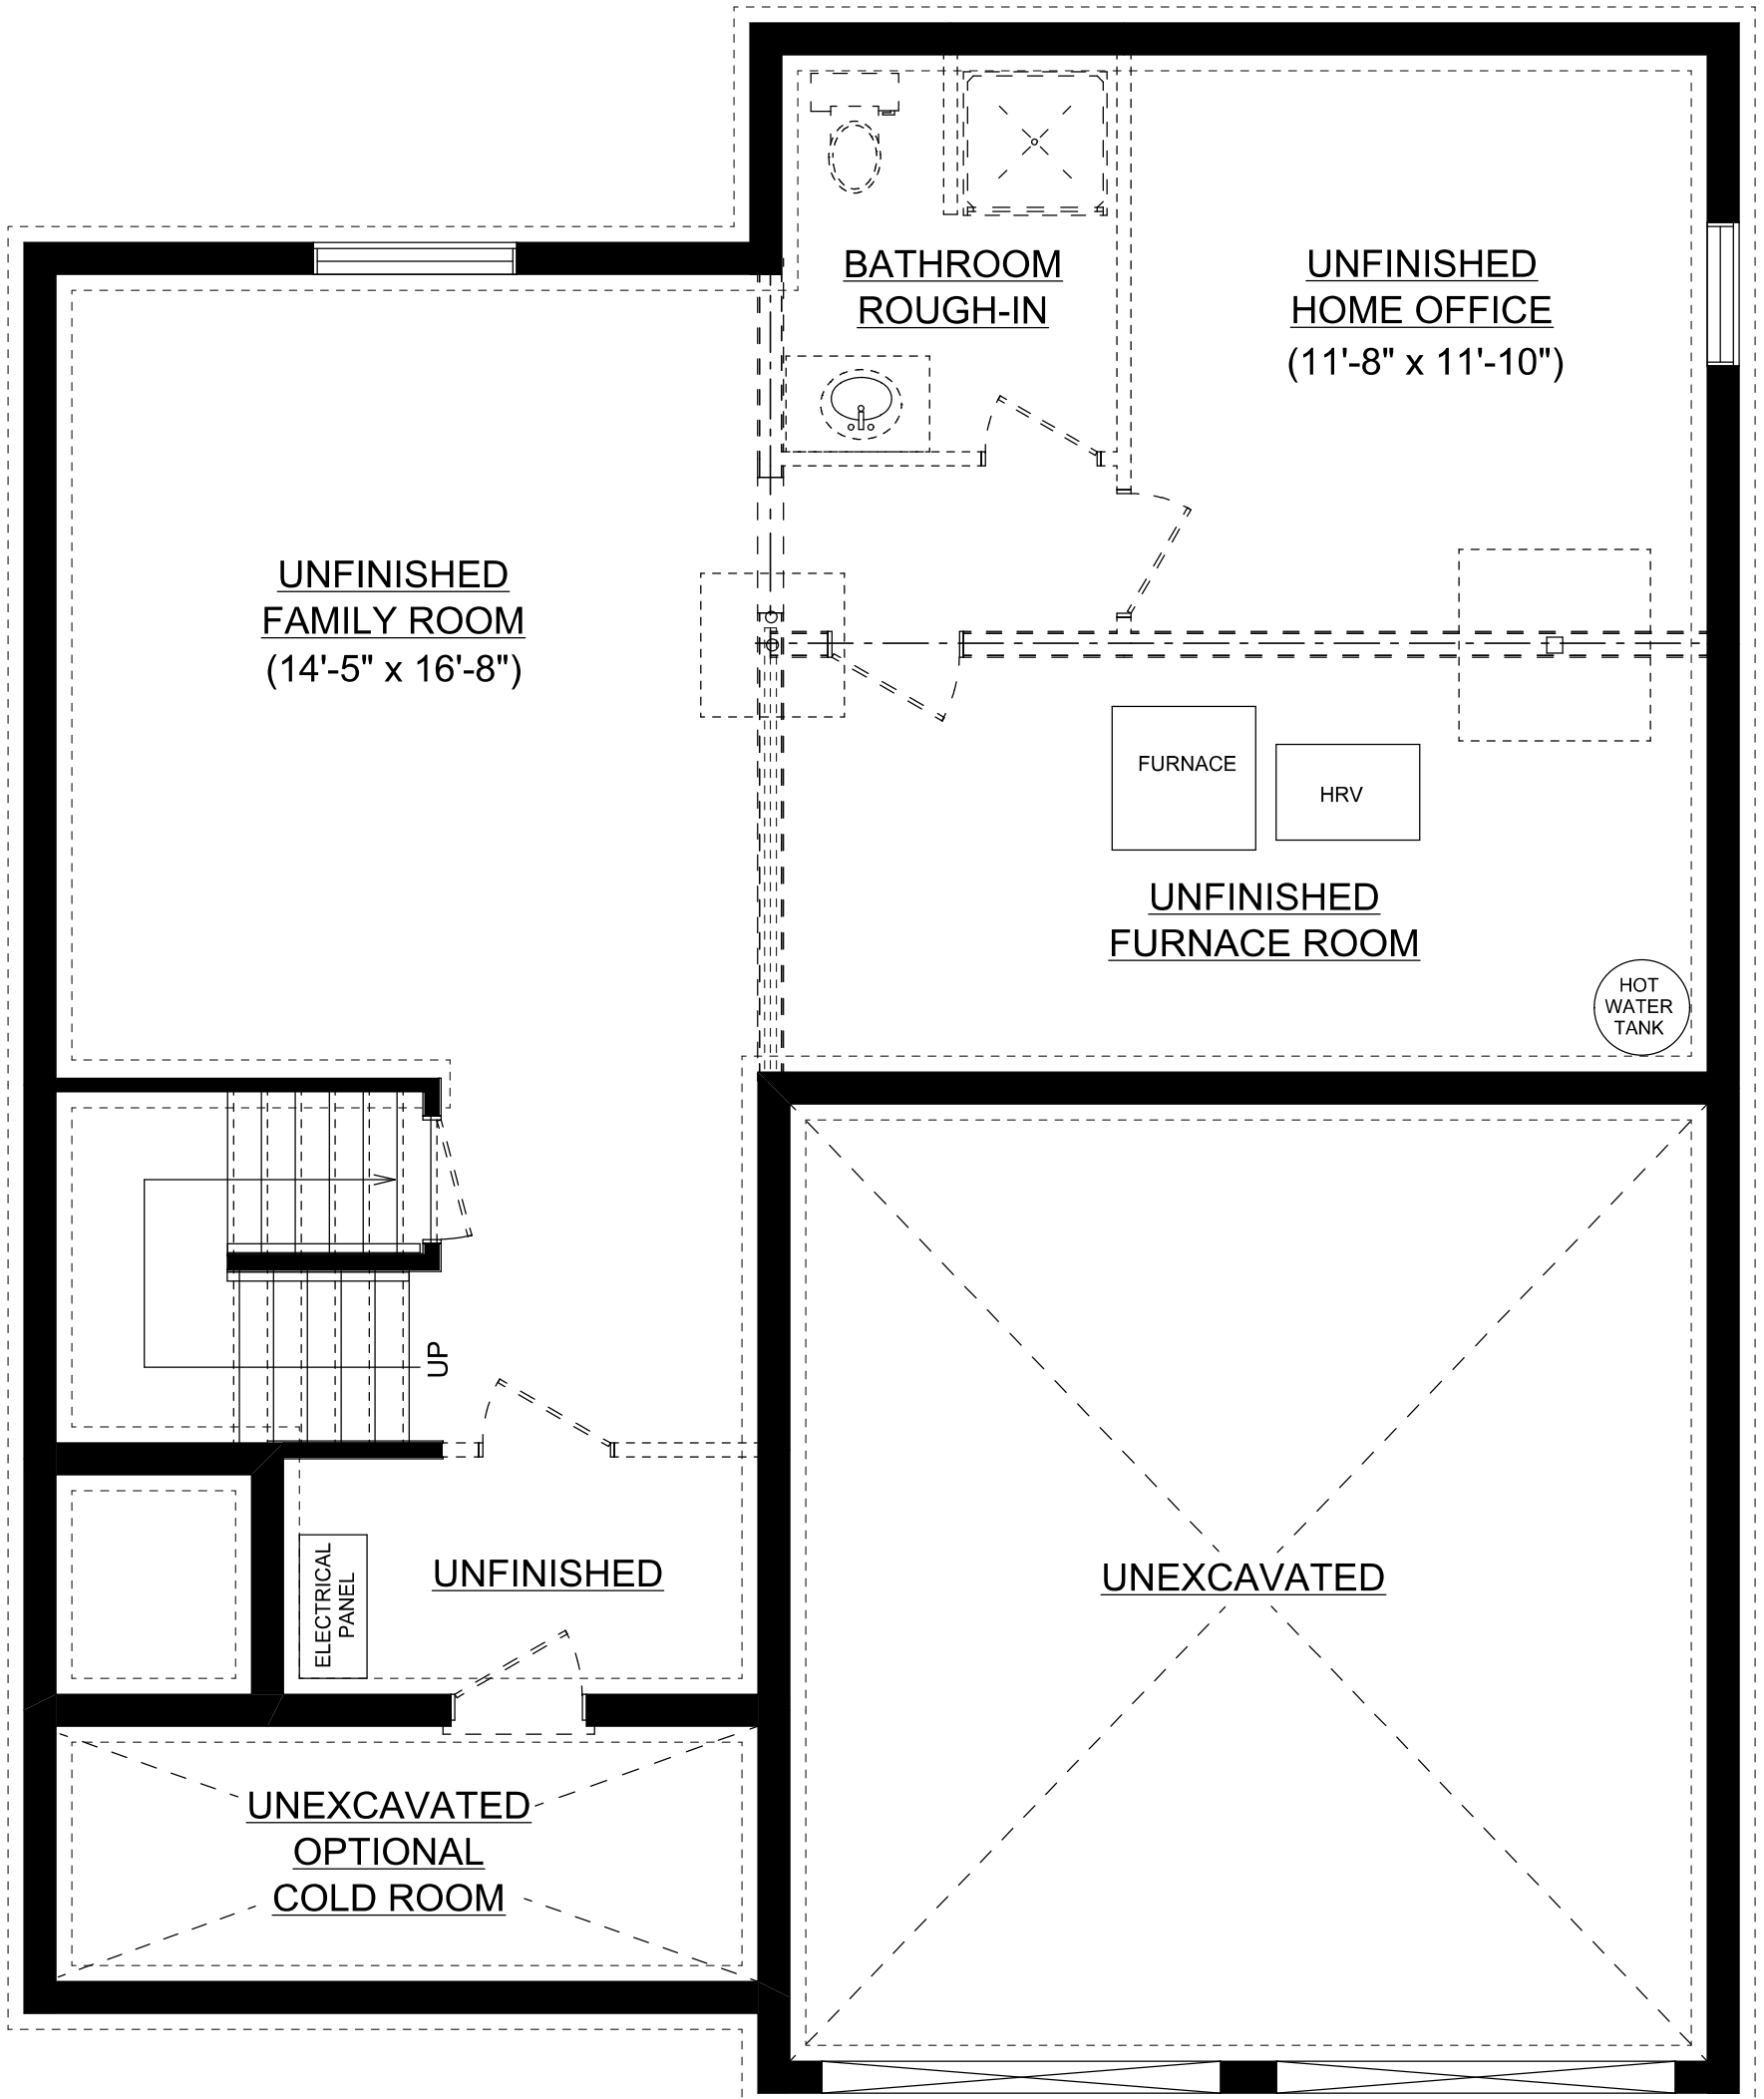 BATHROOM
ROUGH-IN
UNFINISHED
HOME OFFICE
(11'-8" x 11'-10")
UNFINISHED
FAMILY ROOM
(14'-5" x 16'-8")
FURNACE
HRV
UNFINISHED
FURNACE ROOM
HOT
WATER
TANK
UP
ELECTRICAL
PANEL
UNFINISHED
UNEXCAVATED
UNEXCAVATED
OPTIONAL
COLD ROOM